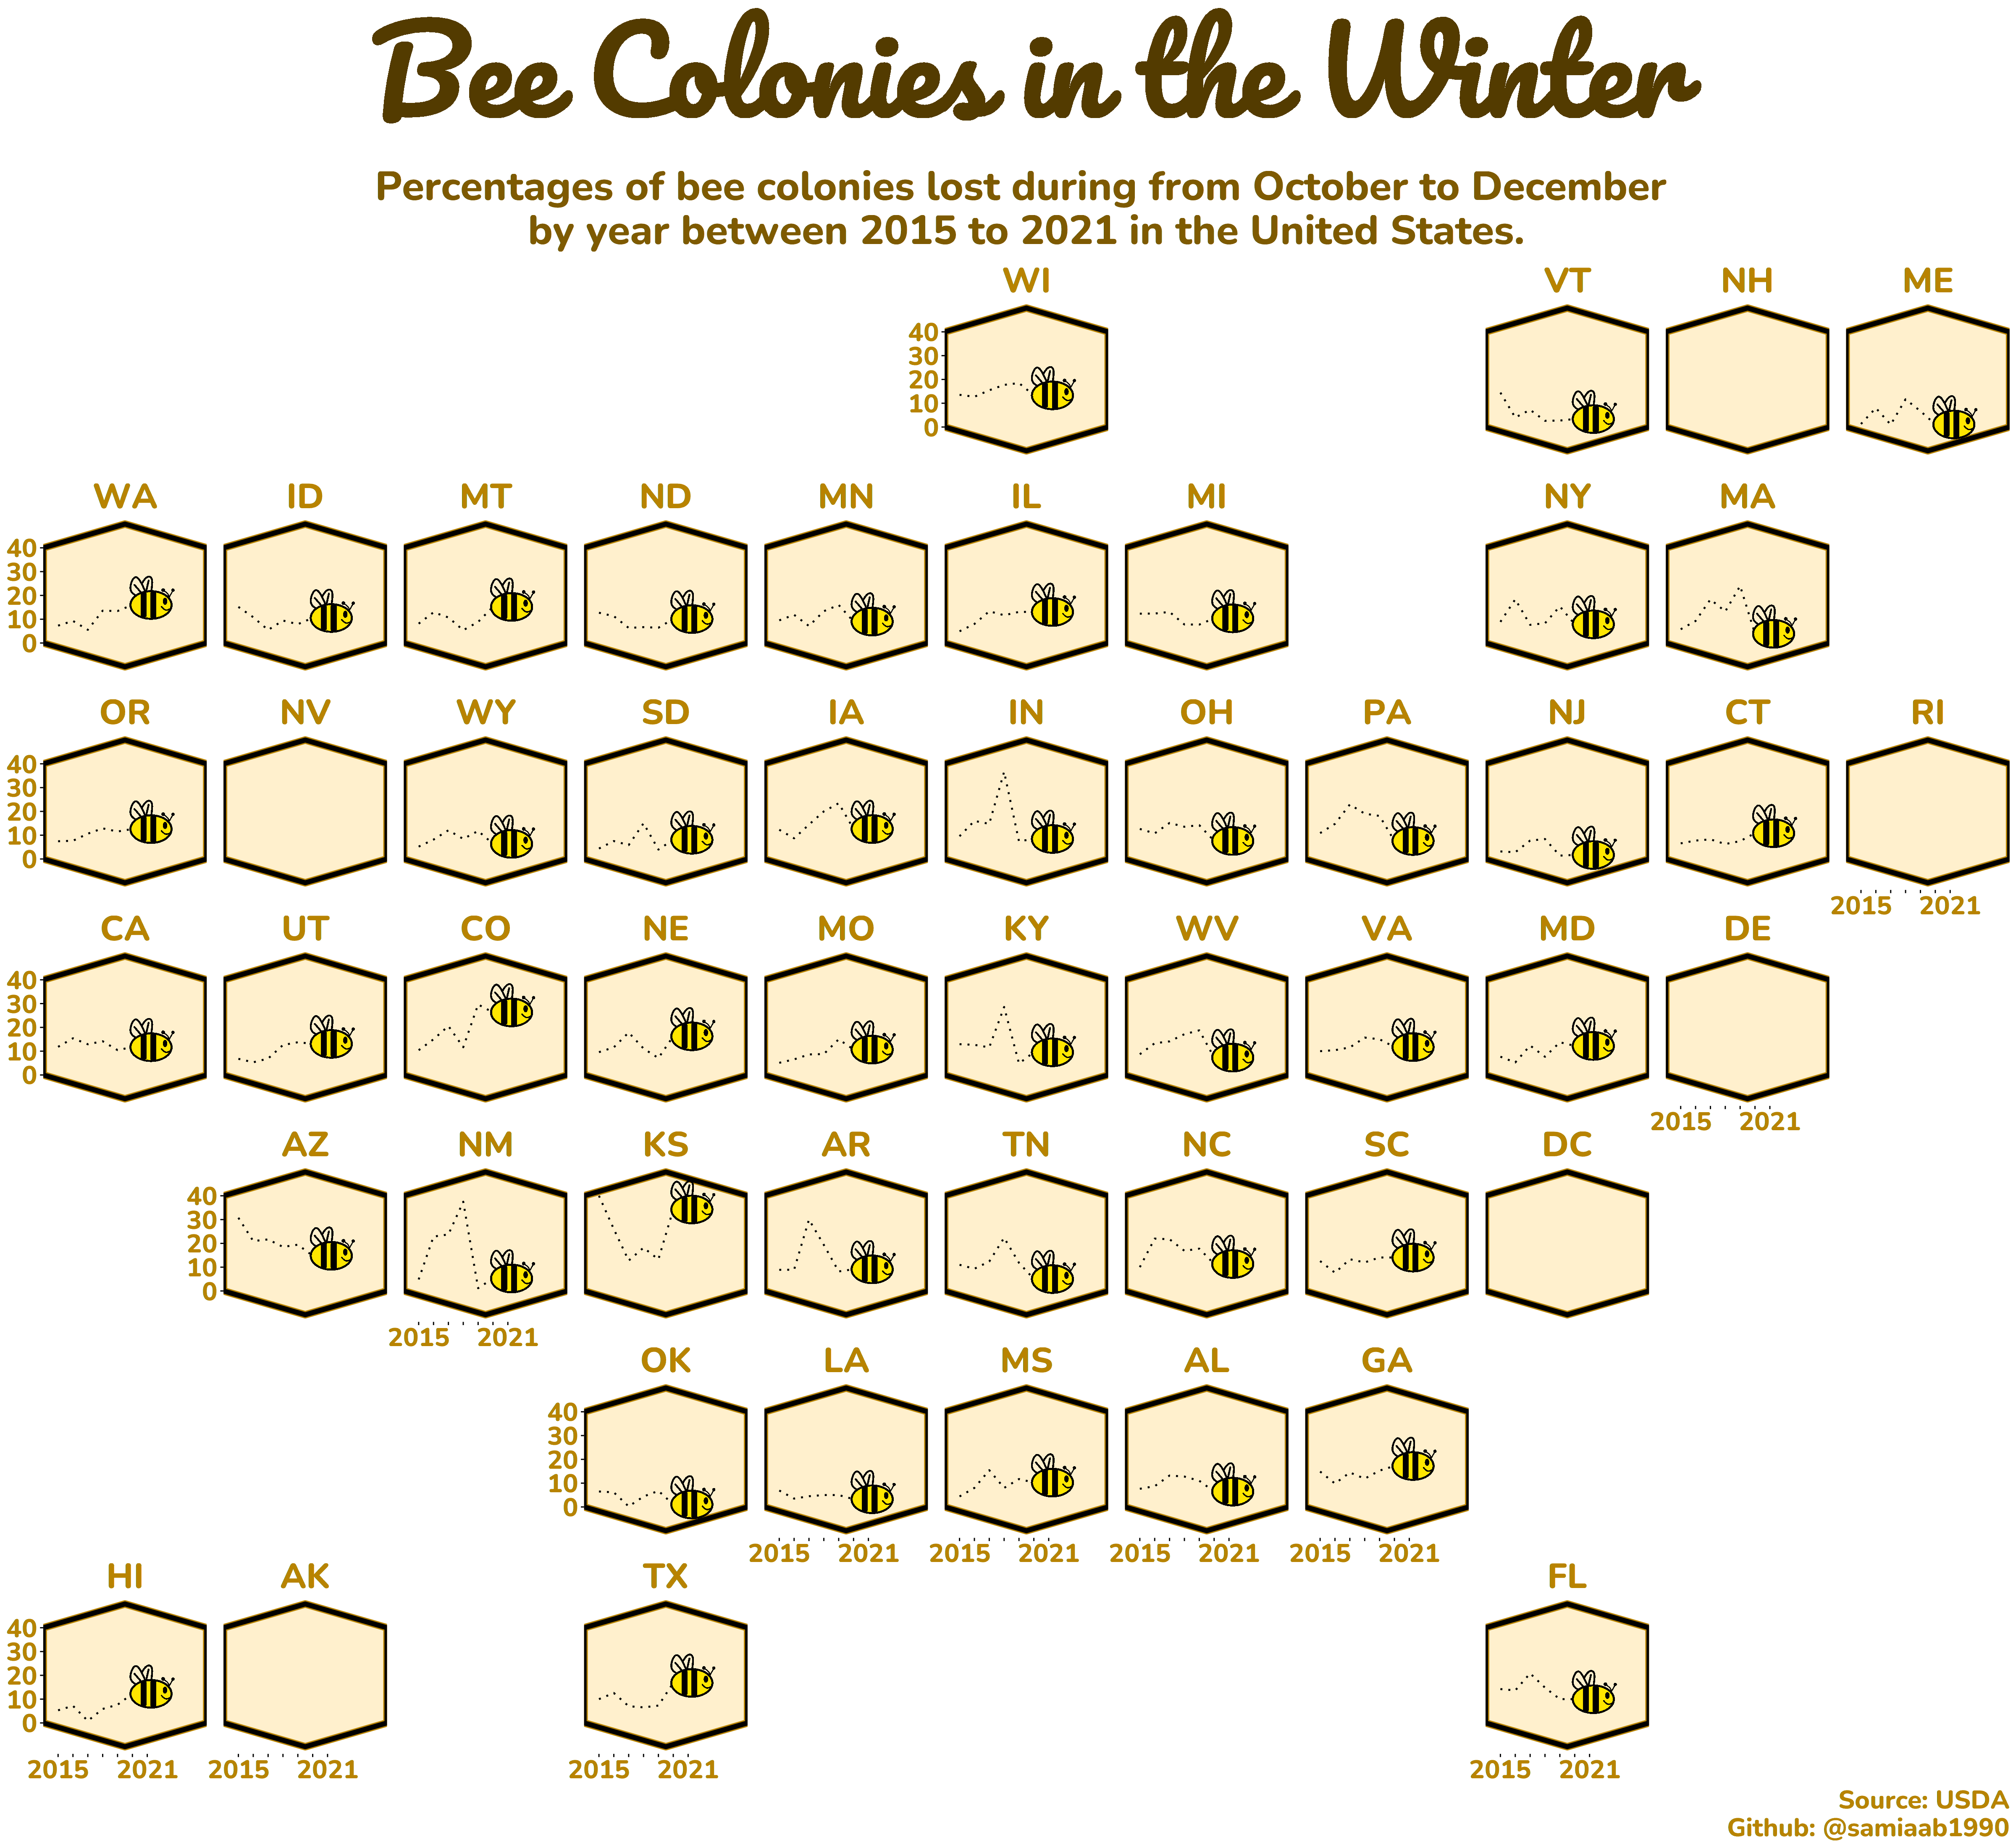 Bee Colonies in the Winter
Percentages of bee colonies lost during from October to December
by year between 2015 to 2021 in the United States.
WI VT NH ME
40
30
20
10
0
WA ID MT ND MN IL MI NY MA
40
30
20
10
0
OR NV WY SD IA IN OH PA NJ CT RI
40
30
20
10
0
2015 2021
CA UT CO NE MO KY WV VA MD DE
40
30
20
10
0
2015 2021
AZ NM KS AR TN NC SC DC
40
30
20
10
0
2015 2021
OK LA MS AL GA
40
30
20
10
0
2015 2021 2015 2021 2015 2021 2015 2021
HI AK TX FL
40
30
20
10
0
2015 2021 2015 2021 2015 2021 2015 2021
Source: USDA
Github: @samiaab1990